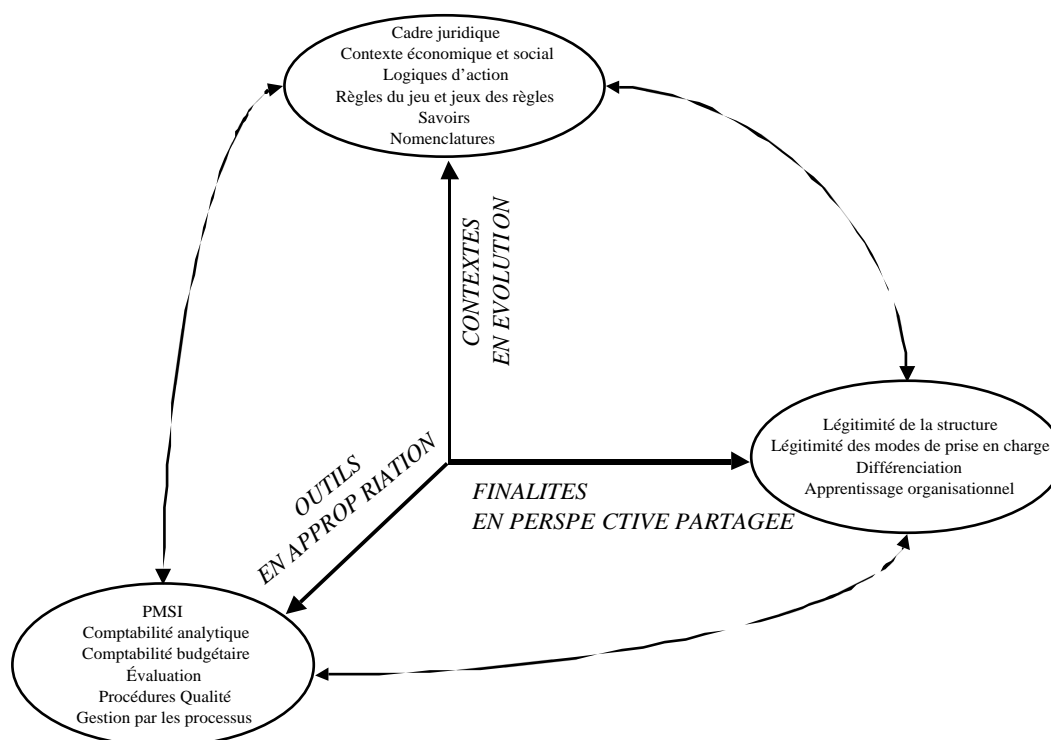 Cadre juridique
Contexte économique et social
Logiques d'action
Règles du jeu et jeux des règles
Savoirs
Nomenclatures
CONTEXTES
EN EVOLUTION
Légitimité de la structure
Légitimité des modes de prise en charge
Différenciation
Apprentissage organisationnel
OUTILS
EN APPROP RIATION
FINALITES
EN PERSPE CTIVE PARTAGEE
PMSI
Comptabilité analytique
Comptabilité budgétaire
Évaluation
Procédures Qualité
Gestion par les processus